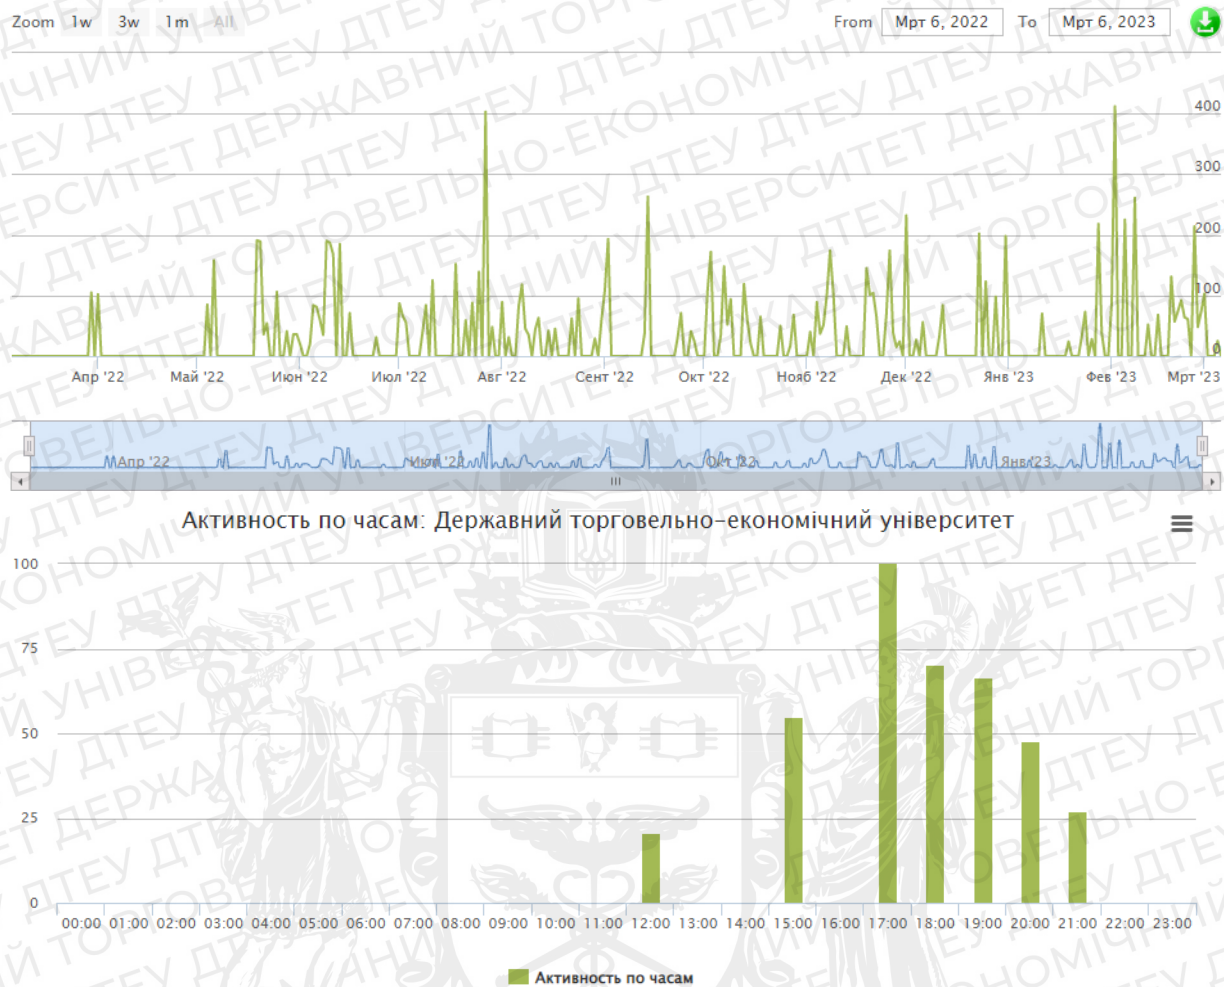 Zoom 1w 3w 1m All From Мрт 6, 2022 To Мрт 6, 2023
400
300
200
100
0
Апр '22 Май '22 Июн '22 Июл '22 Авг '22 Сент '22 Окт '22 Нояб '22 Дек '22 Янв '23 Фев '23 Мрт '23
Апр '22 Июл '22 Окт '22 Янв '23
Активность по часам: Державний торговельно-економічний університет
100
75
50
25
0
00:00 01:00 02:00 03:00 04:00 05:00 06:00 07:00 08:00 09:00 10:00 11:00 12:00 13:00 14:00 15:00 16:00 17:00 18:00 19:00 20:00 21:00 22:00 23:00
Активность по часам